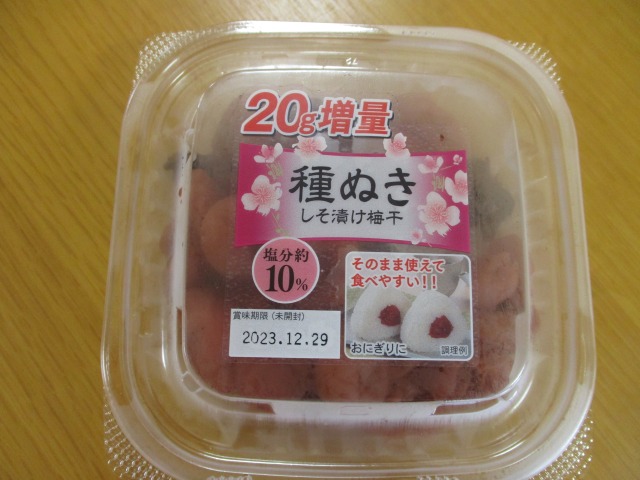 20g増量
種ぬき
しそ漬け梅干
塩分約
10%
そのまま使えて
食べやすい!!
賞味期限(未開封)
2023.12.29
おにぎりに
調理例